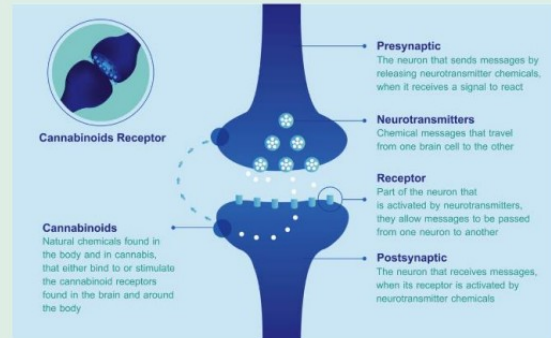 Cannabinoids Receptor
Cannabinoids
Natural chemicals found in
the body and in cannabis,
that either bind to or stimulate
the cannabinoid receptors
found in the brain and around
the body
Presynaptic
The neuron that sends messages by
releasing neurotransmitter chemicals,
when it receives a signal to react
Neurotransmitters
Chemical messages that travel
from one brain cell to the other
Receptor
Part of the neuron that
is activated by neurotransmitters,
they allow messages to be passed
from one neuron to another
Postsynaptic
The neuron that receives messages,
when its receptor is activated by
neurotransmitter chemicals